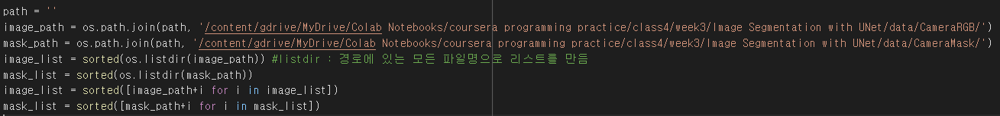 path = ''
image_path = os.path.join(path, '/content/gdrive/MyDrive/Colab Notebooks/coursera programming practice/class4/week3/Image Segmentation with UNet/data/CameraRGB/')
mask_path = os.path.join(path, '/content/gdrive/MyDrive/Colab Notebooks/coursera programming practice/class4/week3/Image Segmentation with UNet/data/CameraMask/')
image_list = sorted(os.listdir(image_path)) #listdir : 경로에 있는 모든 파일명으로 리스트를 만듬
mask_list = sorted(os.listdir(mask_path))
image_list = sorted([image_path+i for i in image_list])
mask_list = sorted([mask_path+i for i in mask_list])